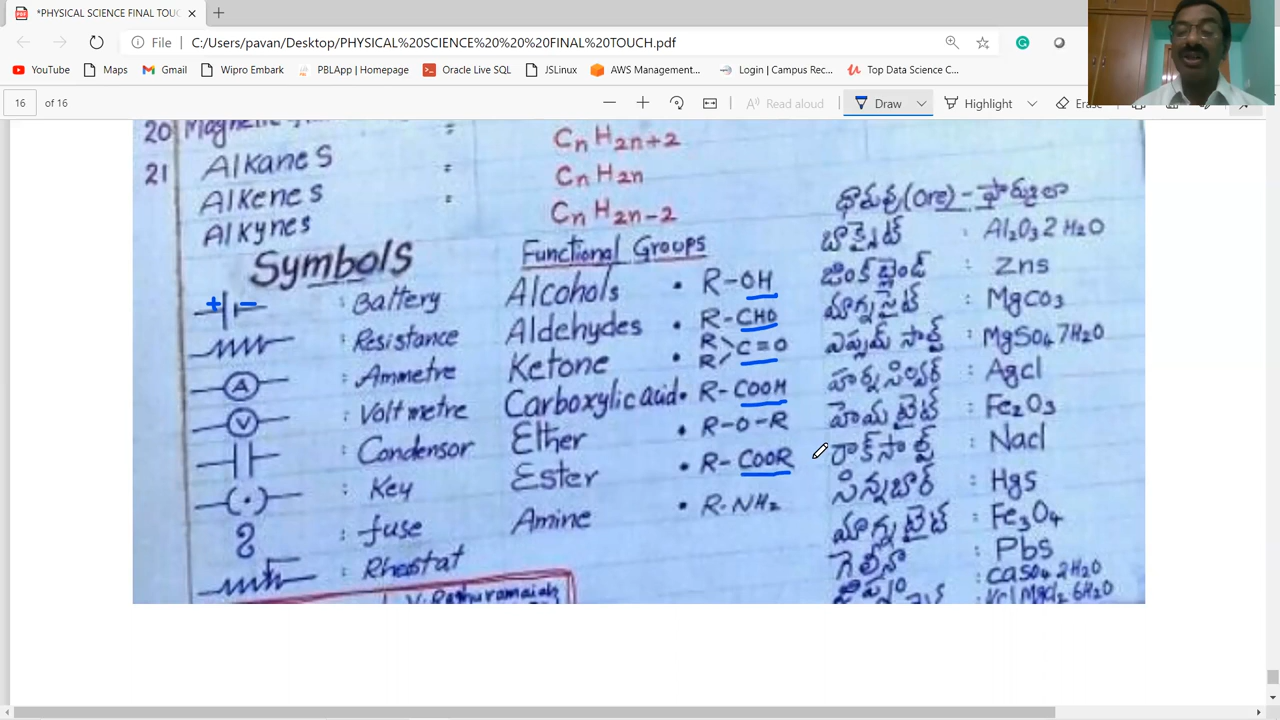 *PHYSICAL SCIENCE FINAL TOUC
File C:/Users/pavan/Desktop/PHYSICAL%20SCIENCE%20%20%20FINAL%20TOUCH.pdf
YouTube Maps Gmail Wipro Embark PBLApp | Homepage Oracle Live SQL JSLinux AWS Management... Login | Campus Rec... Top Data Science C...
16 of 16 Read aloud Draw Highlight Erase
20
21 Alkanes = CnH2n+2
Alkenes = CnH2n
Alkynes = CnH2n-2
Symbols
+ - : Battery
: Resistance
A : Ammetre
V : Voltmetre
: Condensor
: Key
: fuse
: Rheostat
Functional Groups
Alcohols • R-OH
Aldehydes • R-CHO
Ketone • R R C=O
Carboxylic acid • R-COOH
Ether • R-O-R
Ester • R-COOR
Amine • R-NH2
ధాతువు (Ore) - ఫార్ములా
బాక్సైట్ : Al2O3 2H2O
జింక్ బ్లెండ్ : Zns
మాగ్నసైట్ : MgCo3
ఎప్సమ్ సాల్ట్ : MgSo4 7H2O
హార్న సిల్వర్ : Agcl
హెమటైట్ : Fe2O3
రాక్ సాల్ట్ : Nacl
సిన్నబార్ : Hgs
మాగ్నటైట్ : Fe3O4
గెలీనా : Pbs
: caso4 2H2O